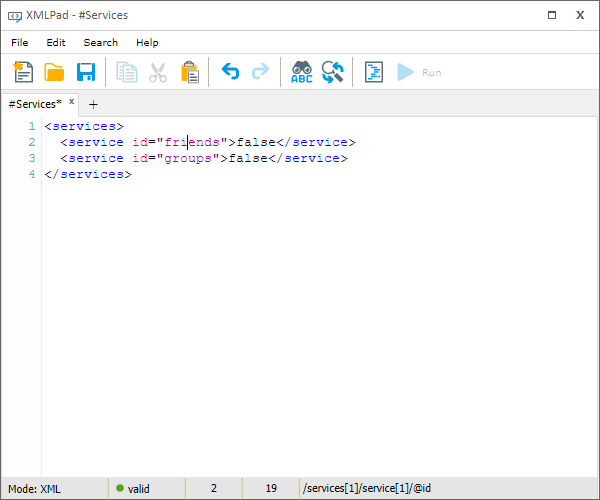 XMLPad - #Services
File Edit Search Help
ABC Run
#Services* x +
1 <services>
2 <service id="friends">false</service>
3 <service id="groups">false</service>
4 </services>
Mode: XML valid 2 19 /services[1]/service[1]/@id